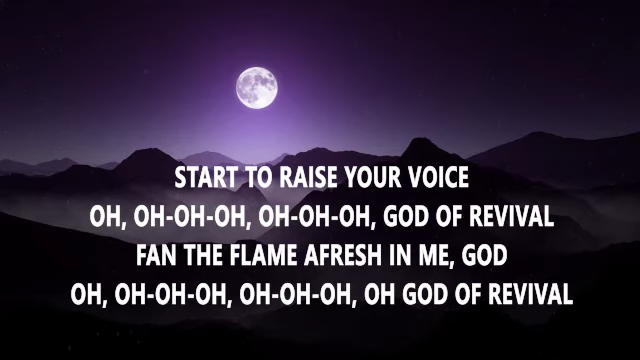 START TO RAISE YOUR VOICE
OH, OH-OH-OH, OH-OH-OH, GOD OF REVIVAL
FAN THE FLAME AFRESH IN ME, GOD
OH, OH-OH-OH, OH-OH-OH, OH GOD OF REVIVAL